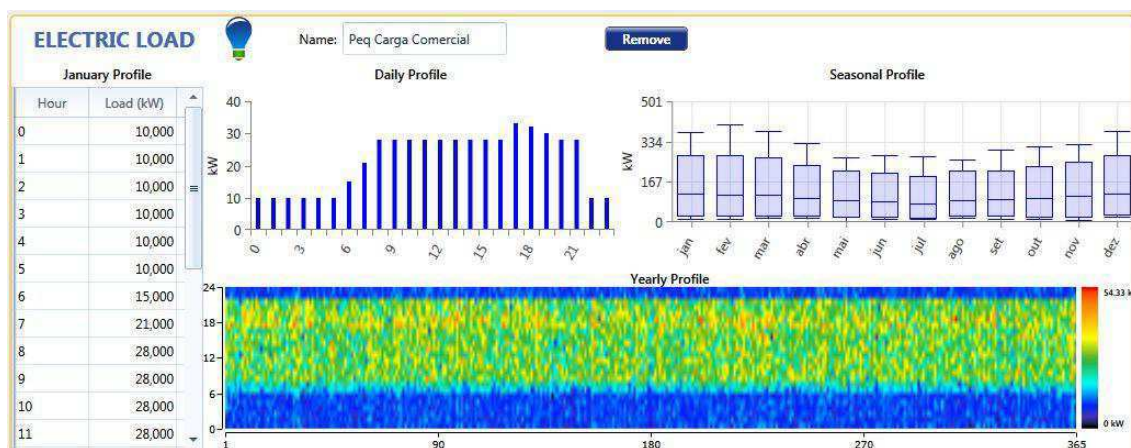 ELECTRIC LOAD
Name: Peq Carga Comercial
Remove
January Profile
Hour Load (kW)
0 10,000
1 10,000
2 10,000
3 10,000
4 10,000
5 10,000
6 15,000
7 21,000
8 28,000
9 28,000
10 28,000
11 28,000
Daily Profile
kW
40
30
20
10
0
0 3 6 9 12 15 18 21
Seasonal Profile
kW
501
334
167
0
jan fev mar abr mai jun jul ago set out nov dez
Yearly Profile
24
18
12
6
0
1 90 180 270 365
54.33 k
0 kW